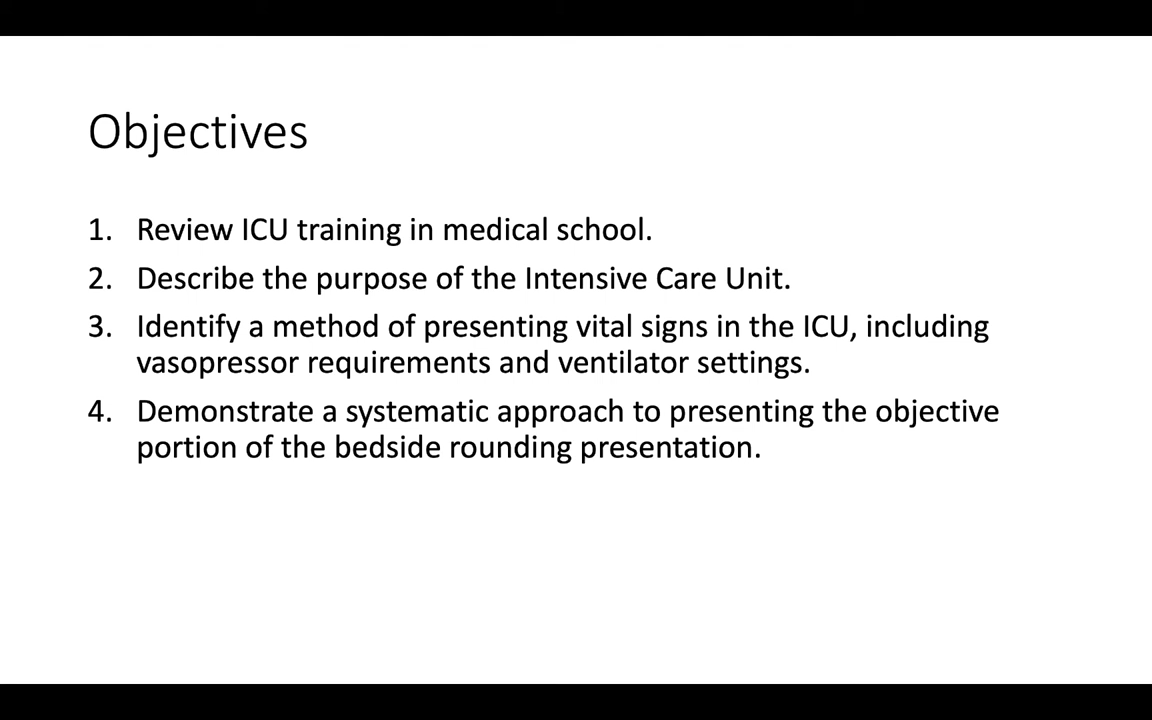 Objectives
1. Review ICU training in medical school.
2. Describe the purpose of the Intensive Care Unit.
3. Identify a method of presenting vital signs in the ICU, including
vasopressor requirements and ventilator settings.
4. Demonstrate a systematic approach to presenting the objective
portion of the bedside rounding presentation.